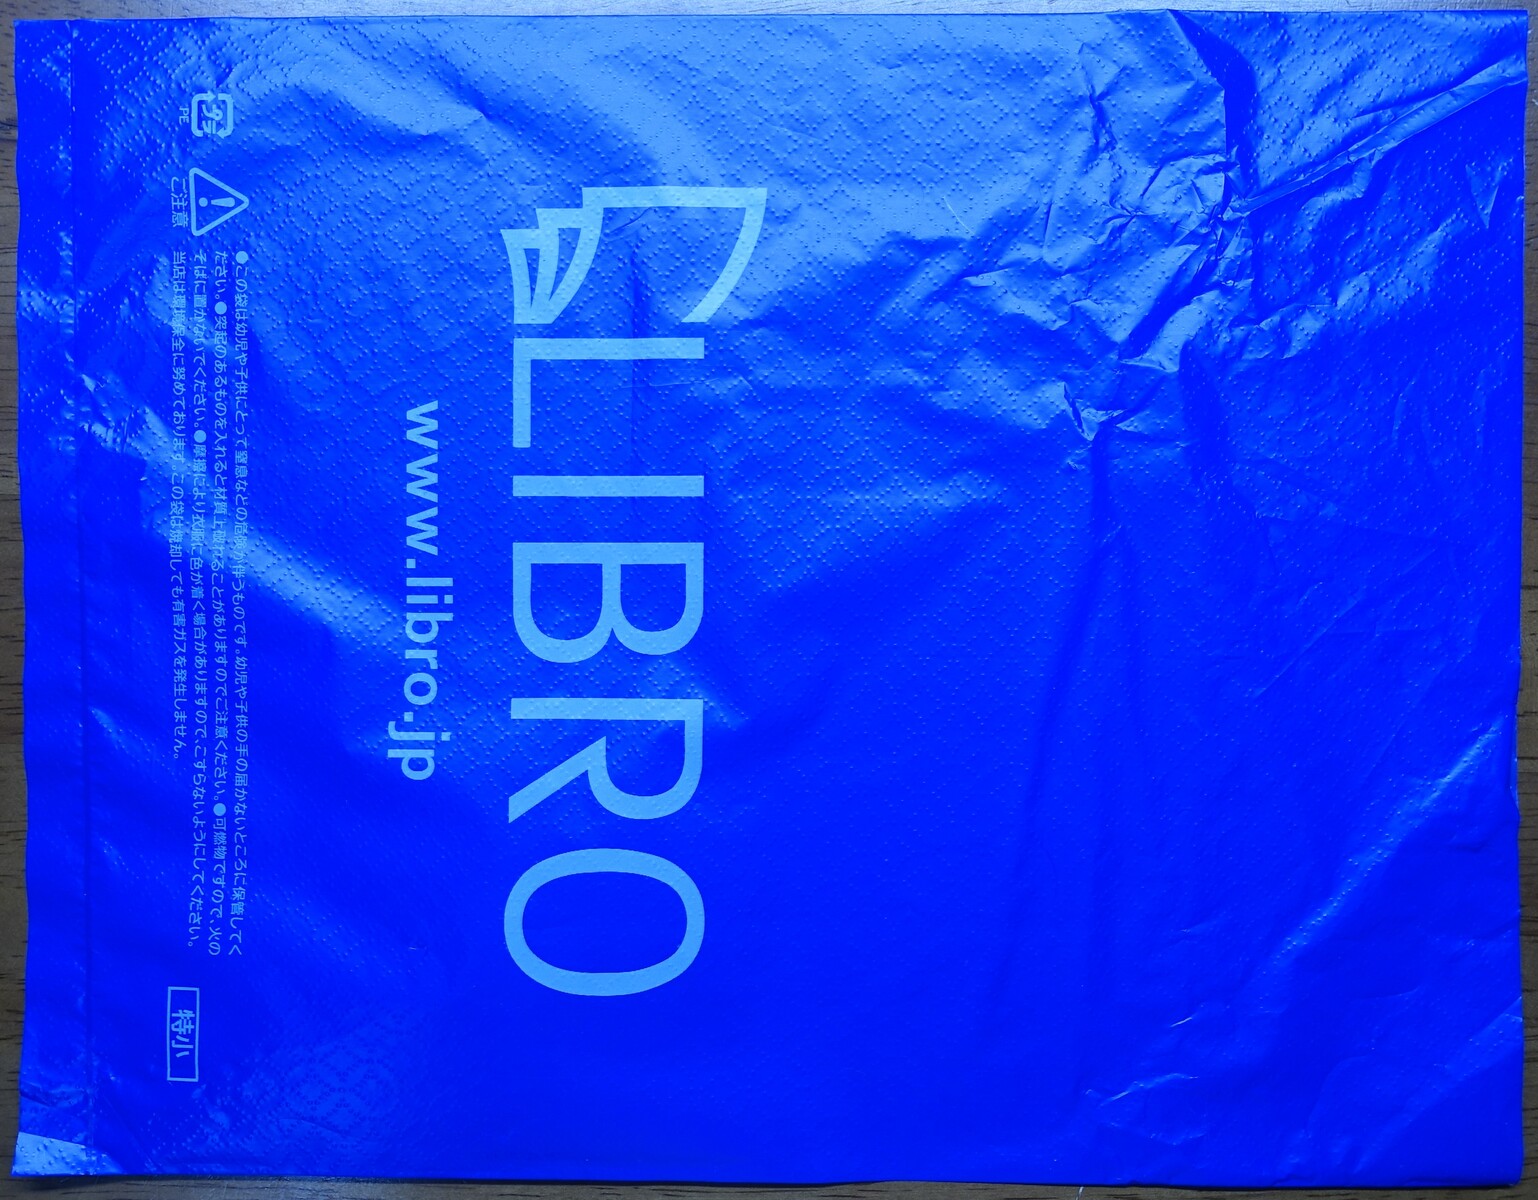 LIBRO
www.libro.jp
プラ
PE
ご注意
●この袋は幼児や子供にとって窒息などの危険が伴うものです。幼児や子供の手の届かないところに保管してく
ださい。●突起のあるものを入れると材質上破れることがありますのでご注意ください。●可燃物ですので、火の
そばに置かないでください。●摩擦により衣服に色が着く場合がありますので、こすらないようにしてください。
当店は環境保全に努めております。この袋は焼却しても有害ガスを発生しません。
特小